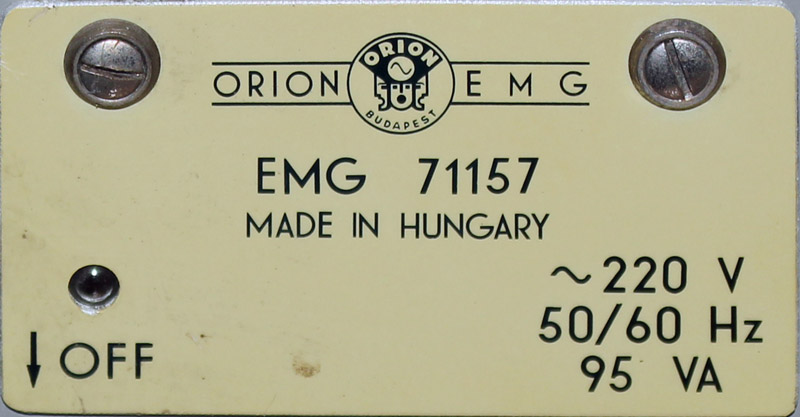 ORION ORION EMG
BUDAPEST
EMG 71157
MADE IN HUNGARY
~220 V
50/60 Hz
95 VA
↓ OFF